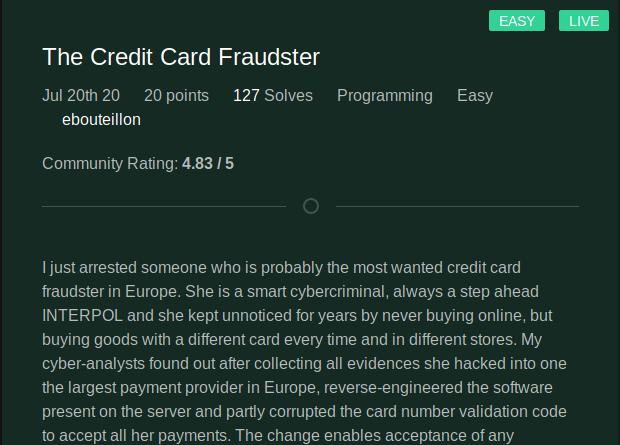 EASY LIVE
The Credit Card Fraudster
Jul 20th 20 20 points 127 Solves Programming Easy
ebouteillon
Community Rating: 4.83 / 5
I just arrested someone who is probably the most wanted credit card
fraudster in Europe. She is a smart cybercriminal, always a step ahead
INTERPOL and she kept unnoticed for years by never buying online, but
buying goods with a different card every time and in different stores. My
cyber-analysts found out after collecting all evidences she hacked into one
the largest payment provider in Europe, reverse-engineered the software
present on the server and partly corrupted the card number validation code
to accept all her payments. The change enables acceptance of any